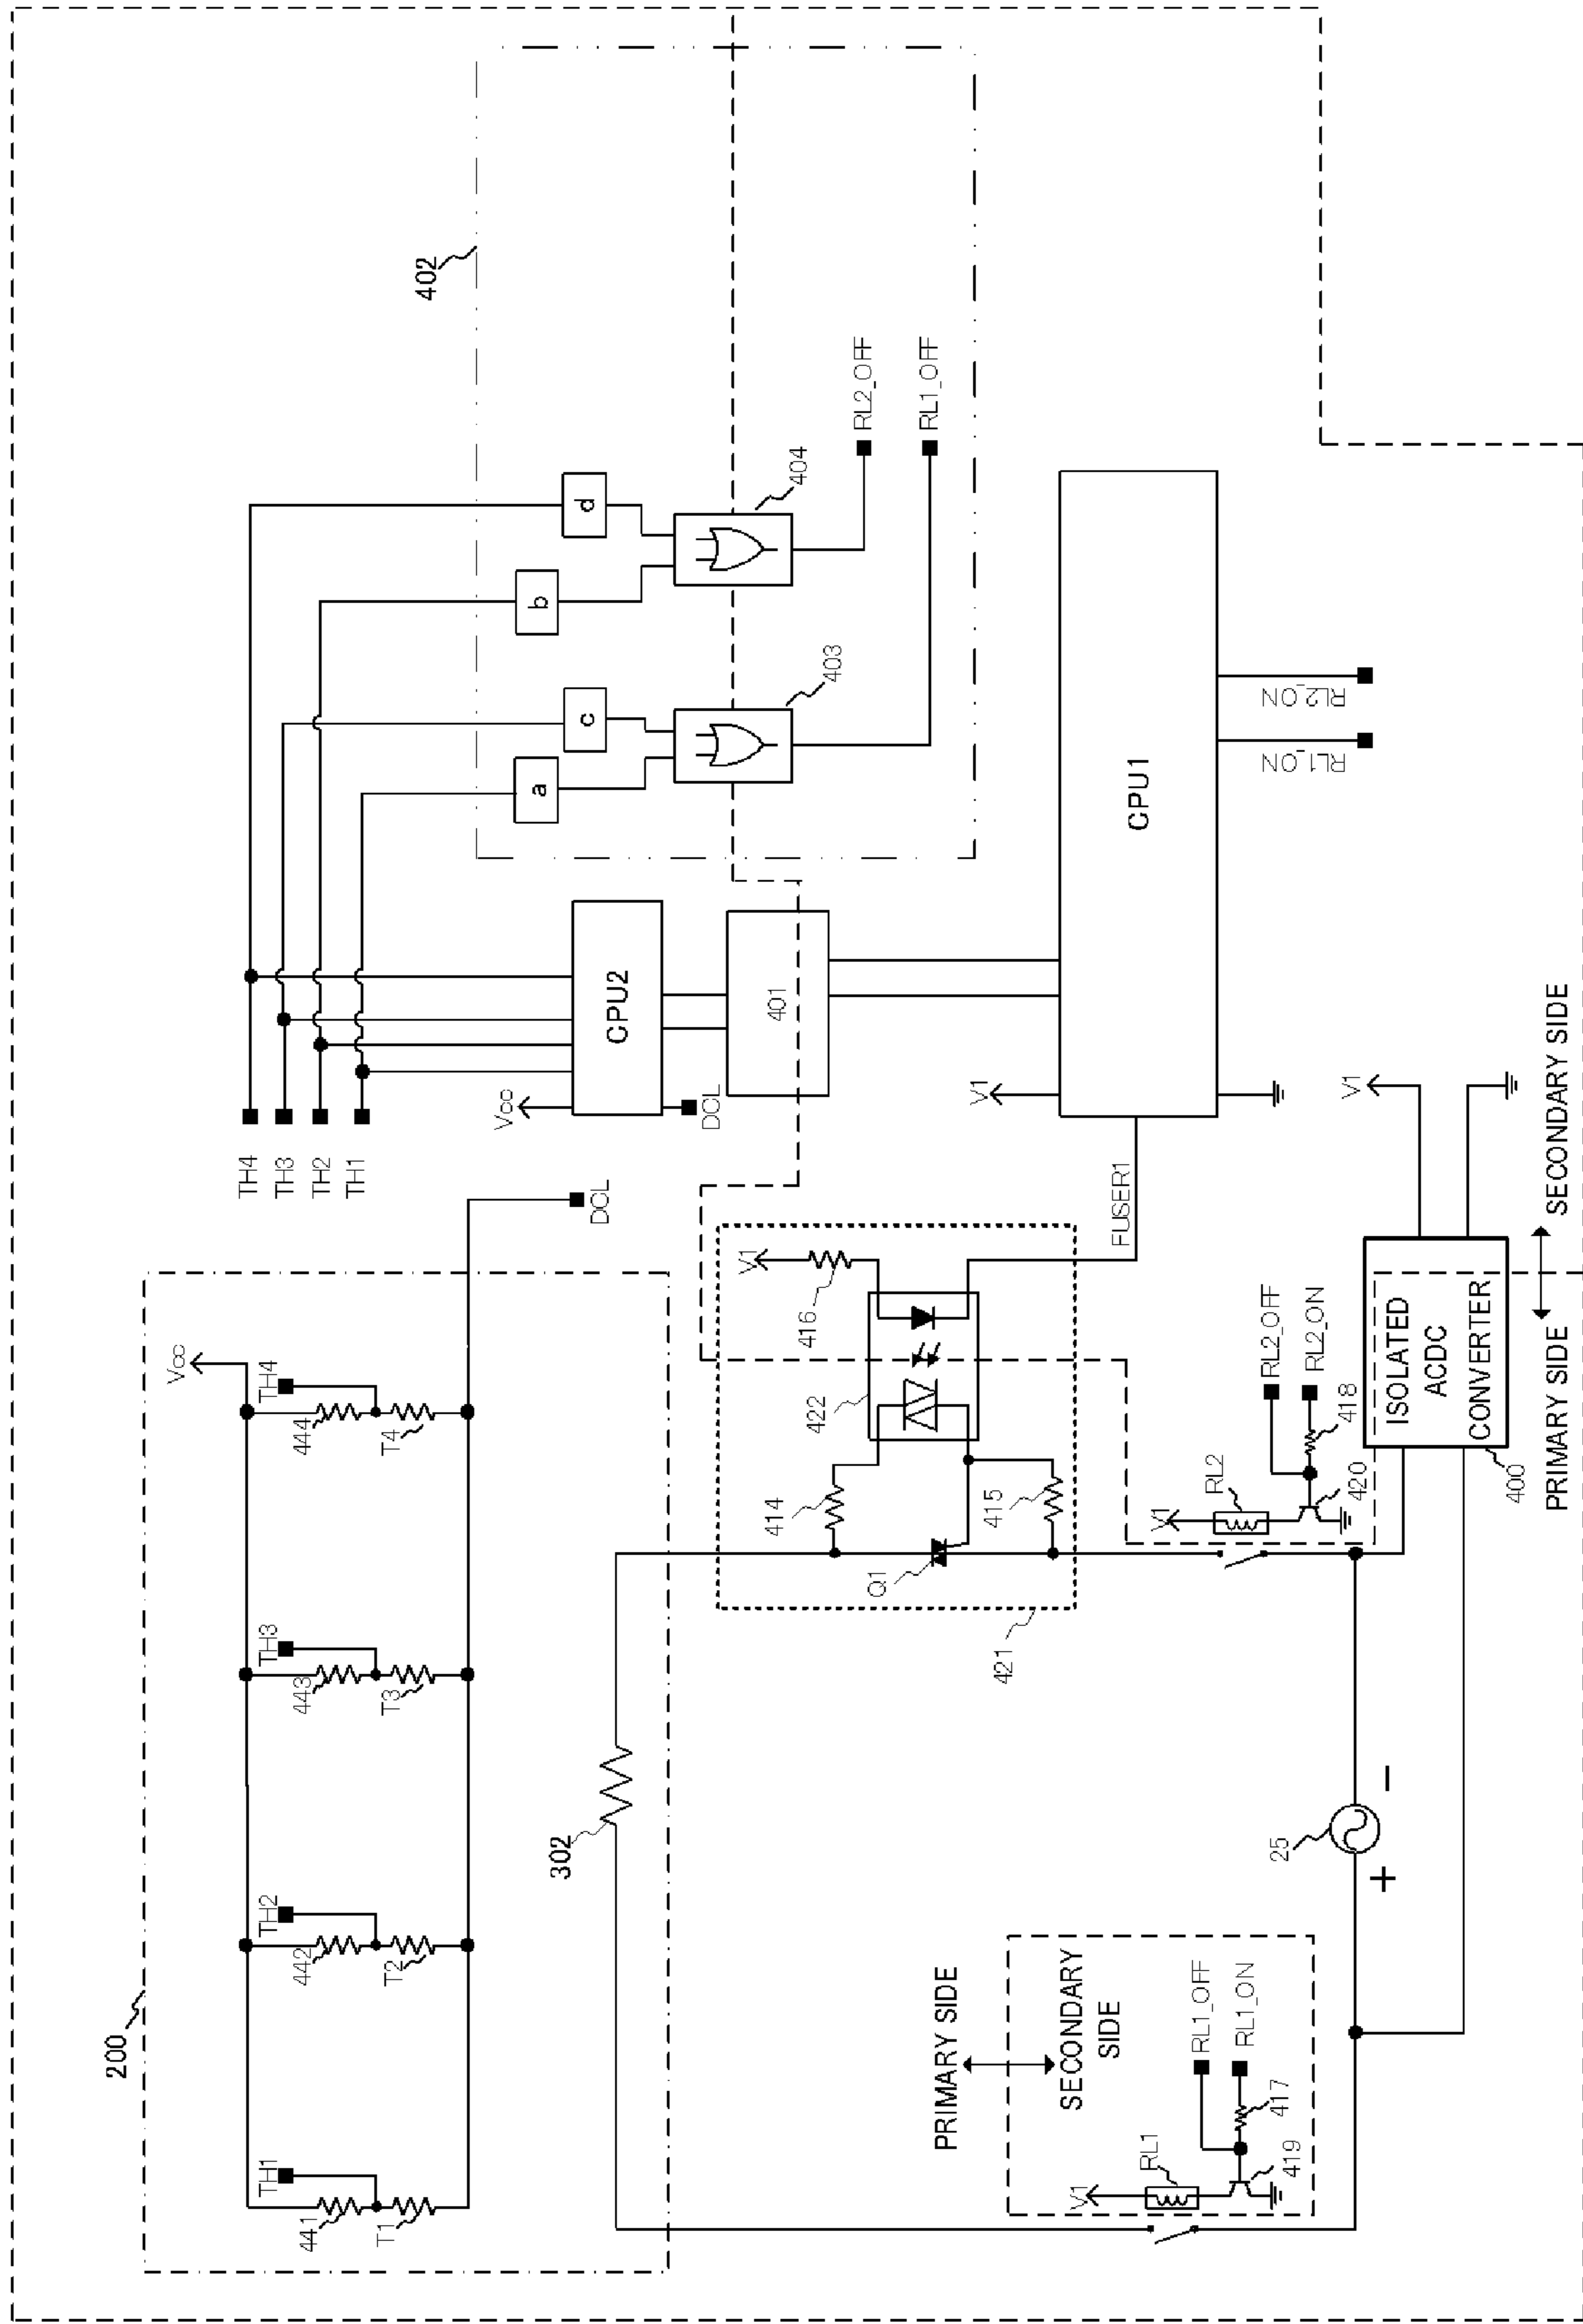 200
Vcc
TH1
441
T1
TH2
442
T2
TH3
443
T3
TH4
444
T4
DCL
302
TH4
TH3
TH2
TH1
Vcc
CPU2
DCL
401
402
a
c
b
d
403
404
RL2_OFF
RL1_OFF
V1
416
422
414
415
Q1
421
FUSER1
V1
CPU1
RL1_ON
RL2_ON
PRIMARY SIDE
SECONDARY
SIDE
V1
RL1
RL1_OFF
RL1_ON
417
419
25
+
−
V1
RL2
RL2_OFF
RL2_ON
418
420
ISOLATED
ACDC
CONVERTER
400
V1
PRIMARY SIDE
SECONDARY SIDE